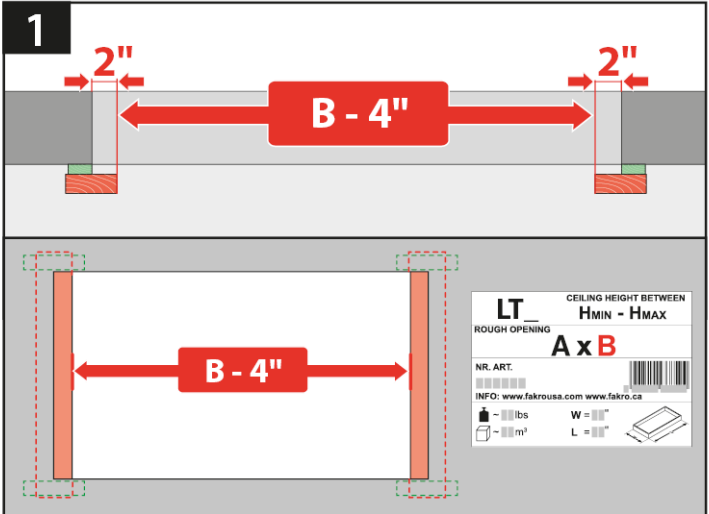 1
2"
2"
B - 4"
B - 4"
LT_
CEILING HEIGHT BETWEEN
HMIN - HMAX
ROUGH OPENING
A x B
NR. ART.
INFO: www.fakrousa.com www.fakro.ca
~ lbs
W = "
~ m³
L = "